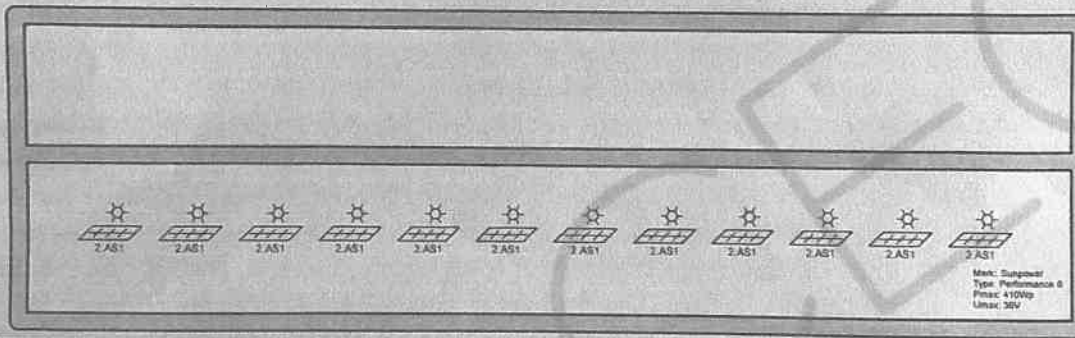 2.AS1 2.AS1 2.AS1 2.AS1 2.AS1 2.AS1 2.AS1 2.AS1 2.AS1 2.AS1 2.AS1 2.AS1
Merk: Sunpower
Type: Performance 6
Pmax: 410Wp
Umax: 36V